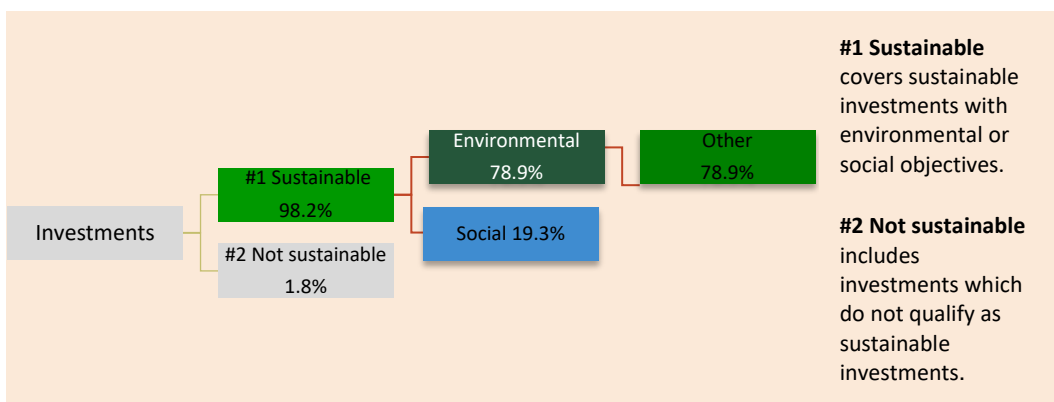 Investments
#1 Sustainable
98.2%
#2 Not sustainable
1.8%
Environmental
78.9%
Social 19.3%
Other
78.9%
#1 Sustainable
covers sustainable
investments with
environmental or
social objectives.
#2 Not sustainable
includes
investments which
do not qualify as
sustainable
investments.